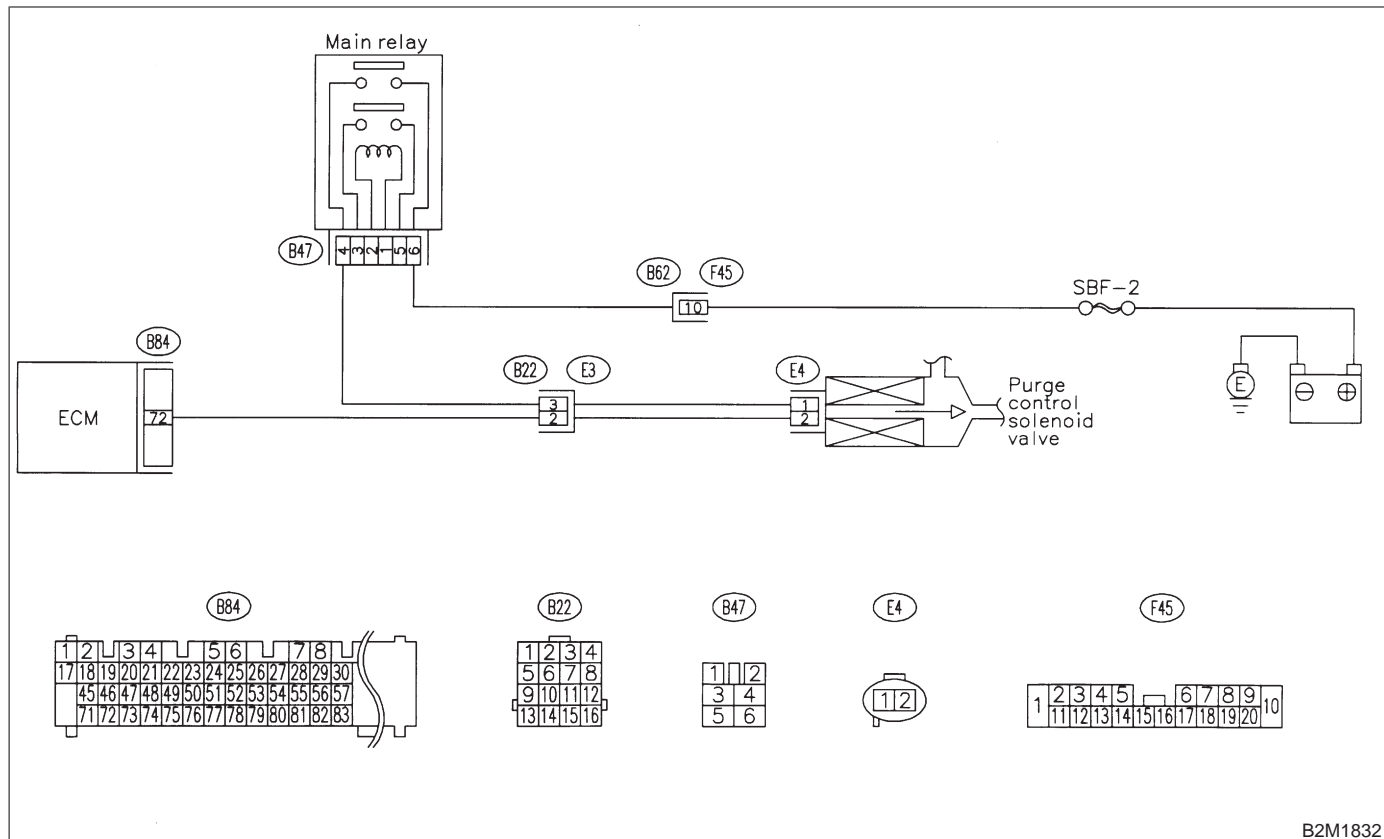 Main relay
B47
4 3 2 1 5 6
B62 F45
10
SBF-2
B84
ECM
72
B22 E3
3
2
E4
1
2
Purge
control
solenoid
valve
E
⊖ ⊕
B84
1 2 3 4 5 6 7 8
17 18 19 20 21 22 23 24 25 26 27 28 29 30
45 46 47 48 49 50 51 52 53 54 55 56 57
71 72 73 74 75 76 77 78 79 80 81 82 83
B22
1 2 3 4
5 6 7 8
9 10 11 12
13 14 15 16
B47
1 2
3 4
5 6
E4
1 2
F45
1 2 3 4 5 6 7 8 9 10
11 12 13 14 15 16 17 18 19 20
B2M1832